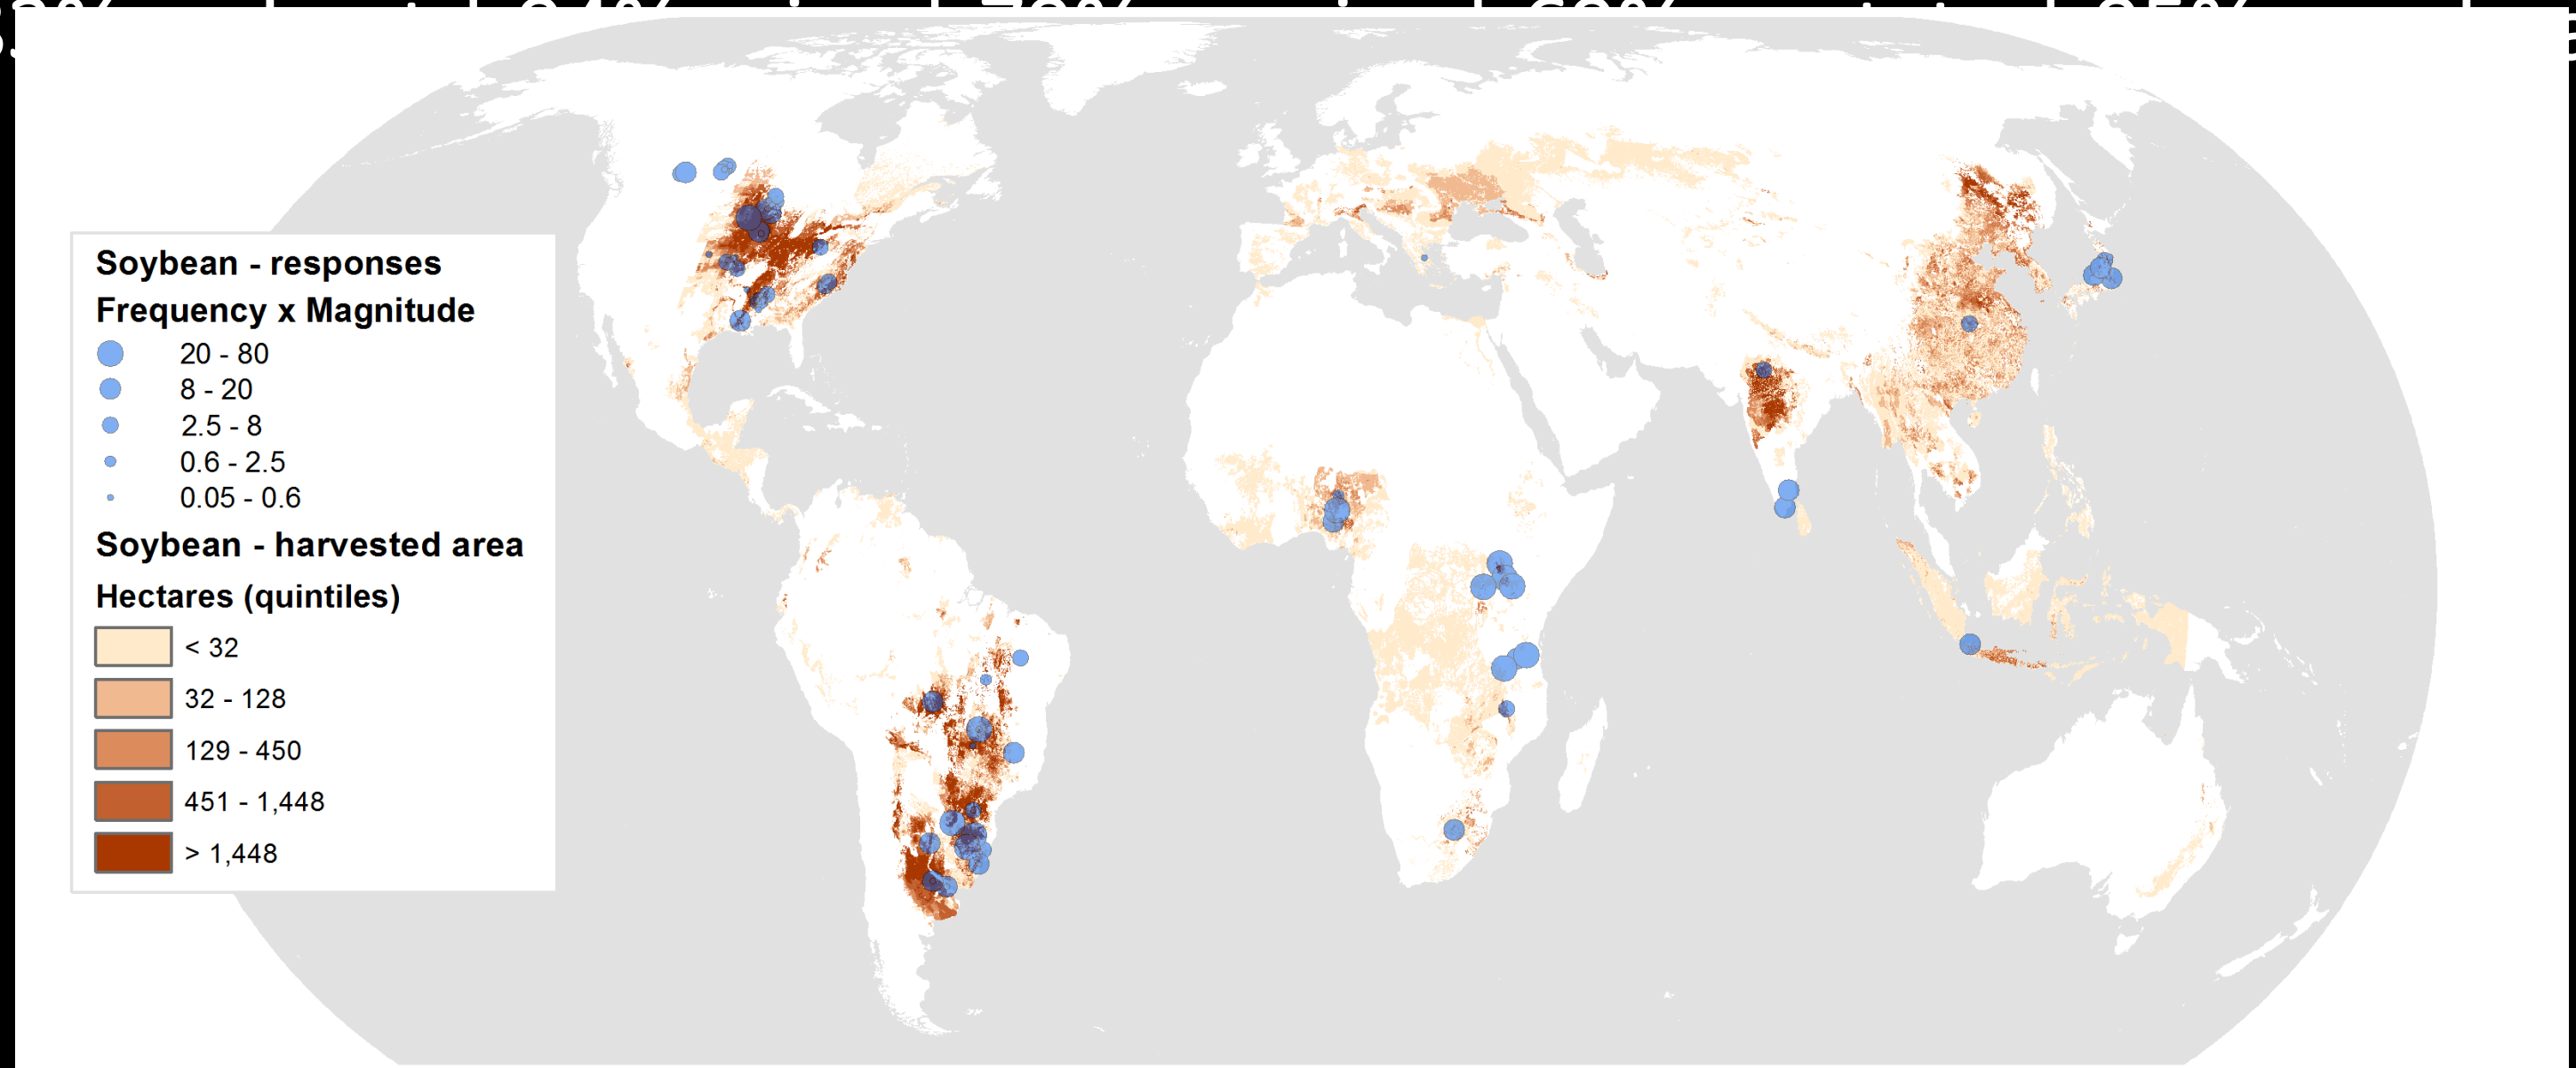 Soybean - responses
Frequency x Magnitude
20 - 80
8 - 20
2.5 - 8
0.6 - 2.5
0.05 - 0.6
Soybean - harvested area
Hectares (quintiles)
< 32
32 - 128
129 - 450
451 - 1,448
> 1,448